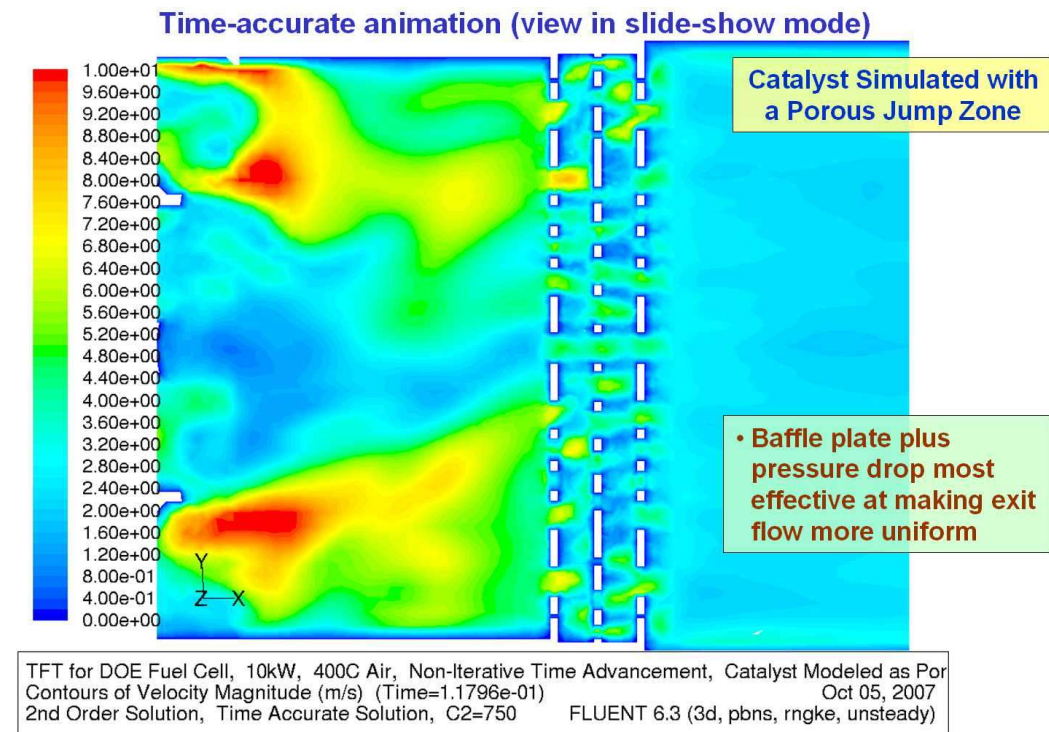 Time-accurate animation (view in slide-show mode)
1.00e+01
9.60e+00
9.20e+00
8.80e+00
8.40e+00
8.00e+00
7.60e+00
7.20e+00
6.80e+00
6.40e+00
6.00e+00
5.60e+00
5.20e+00
4.80e+00
4.40e+00
4.00e+00
3.60e+00
3.20e+00
2.80e+00
2.40e+00
2.00e+00
1.60e+00
1.20e+00
8.00e-01
4.00e-01
0.00e+00
Y
Z X
Catalyst Simulated with
a Porous Jump Zone
• Baffle plate plus
pressure drop most
effective at making exit
flow more uniform
TFT for DOE Fuel Cell, 10kW, 400C Air, Non-Iterative Time Advancement, Catalyst Modeled as Por
Contours of Velocity Magnitude (m/s) (Time=1.1796e-01) Oct 05, 2007
2nd Order Solution, Time Accurate Solution, C2=750 FLUENT 6.3 (3d, pbns, rngke, unsteady)